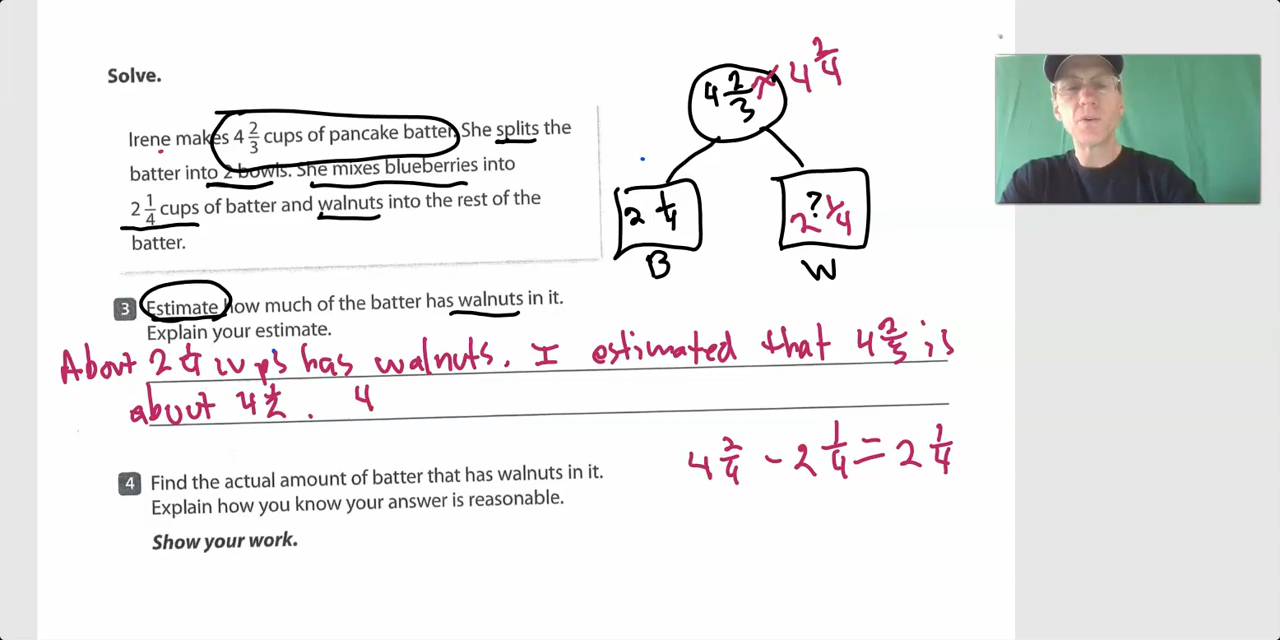 Solve.
4 2/3 ≈ 4 2/4
Irene makes 4 2/3 cups of pancake batter. She splits the
batter into 2 bowls. She mixes blueberries into
2 1/4 cups of batter and walnuts into the rest of the
batter.
2 1/4
? 2 1/4
B
W
3 Estimate how much of the batter has walnuts in it.
Explain your estimate.
About 2 1/4 cups has walnuts. I estimated that 4 2/3 is
about 4 1/2. 4
4 2/4 - 2 1/4 = 2 1/4
4 Find the actual amount of batter that has walnuts in it.
Explain how you know your answer is reasonable.
Show your work.